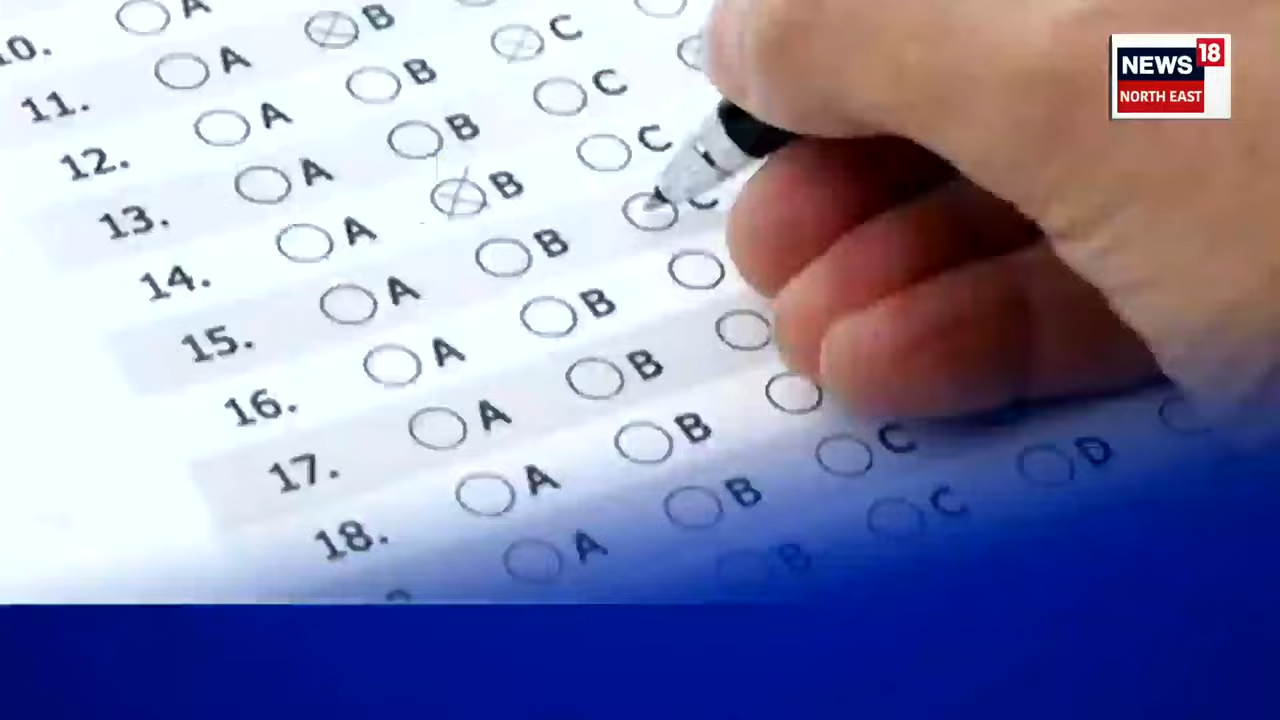 10. A
11. A B
12. A B C
13. A B C
14. A B C
15. A B C
16. A B
17. A B
18. A B
A B C
B C D
NEWS 18
NORTH EAST